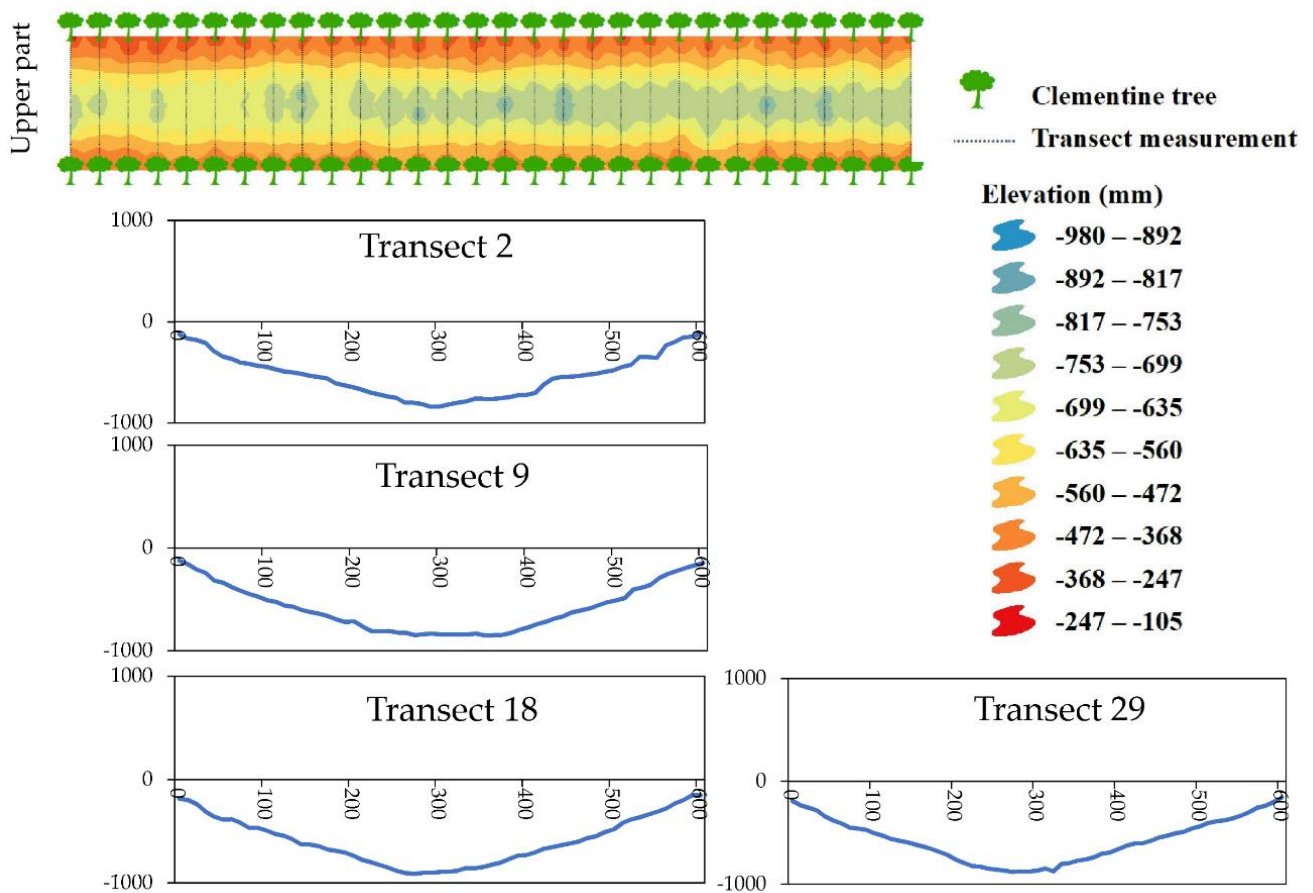 Upper part
Clementine tree
Transect measurement
Elevation (mm)
-980 – -892
-892 – -817
-817 – -753
-753 – -699
-699 – -635
-635 – -560
-560 – -472
-472 – -368
-368 – -247
-247 – -105
Transect 2
1000
0
-1000
0 100 200 300 400 500 600
Transect 9
1000
0
-1000
0 100 200 300 400 500 600
Transect 18
1000
0
-1000
0 100 200 300 400 500 600
Transect 29
1000
0
-1000
0 100 200 300 400 500 600